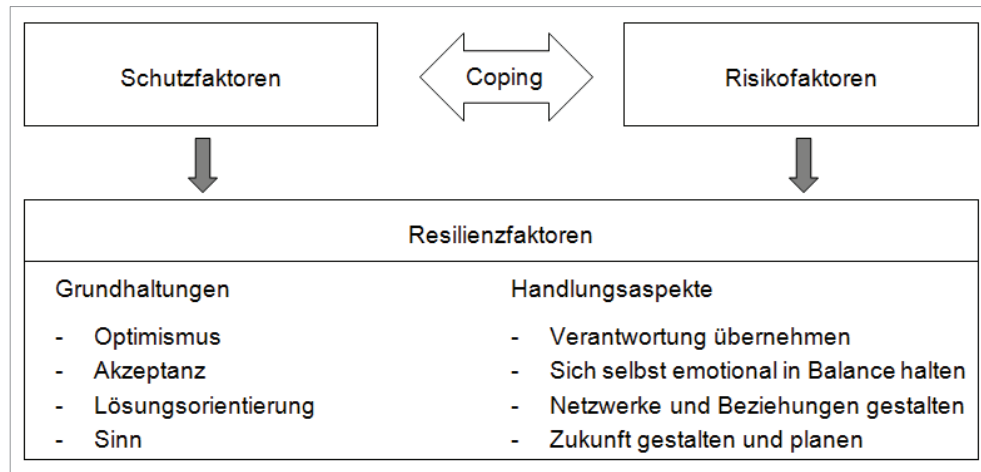 Schutzfaktoren
Coping
Risikofaktoren
Resilienzfaktoren
Grundhaltungen
- Optimismus
- Akzeptanz
- Lösungsorientierung
- Sinn
Handlungsaspekte
- Verantwortung übernehmen
- Sich selbst emotional in Balance halten
- Netzwerke und Beziehungen gestalten
- Zukunft gestalten und planen